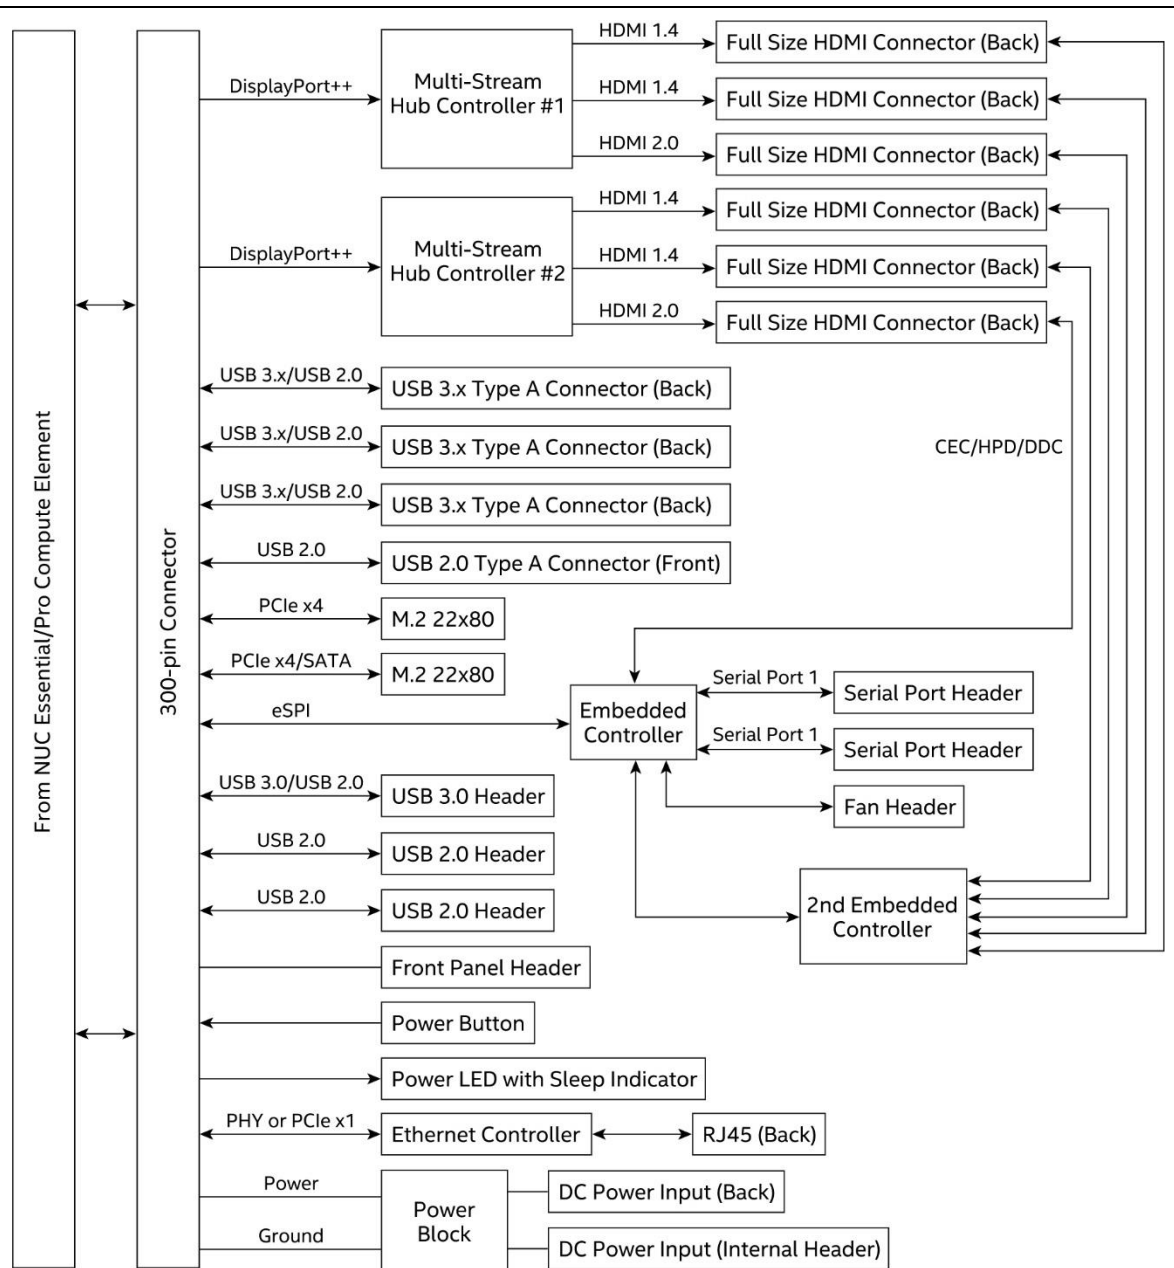 From NUC Essential/Pro Compute Element
300-pin Connector
DisplayPort++
Multi-Stream
Hub Controller #1
HDMI 1.4
Full Size HDMI Connector (Back)
HDMI 1.4
Full Size HDMI Connector (Back)
HDMI 2.0
Full Size HDMI Connector (Back)
DisplayPort++
Multi-Stream
Hub Controller #2
HDMI 1.4
Full Size HDMI Connector (Back)
HDMI 1.4
Full Size HDMI Connector (Back)
HDMI 2.0
Full Size HDMI Connector (Back)
USB 3.x/USB 2.0
USB 3.x Type A Connector (Back)
USB 3.x/USB 2.0
USB 3.x Type A Connector (Back)
CEC/HPD/DDC
USB 3.x/USB 2.0
USB 3.x Type A Connector (Back)
USB 2.0
USB 2.0 Type A Connector (Front)
PCIe x4
M.2 22x80
PCIe x4/SATA
M.2 22x80
eSPI
Embedded
Controller
Serial Port 1
Serial Port Header
Serial Port 1
Serial Port Header
Fan Header
USB 3.0/USB 2.0
USB 3.0 Header
USB 2.0
USB 2.0 Header
USB 2.0
USB 2.0 Header
2nd Embedded
Controller
Front Panel Header
Power Button
Power LED with Sleep Indicator
PHY or PCIe x1
Ethernet Controller
RJ45 (Back)
Power
Ground
Power
Block
DC Power Input (Back)
DC Power Input (Internal Header)